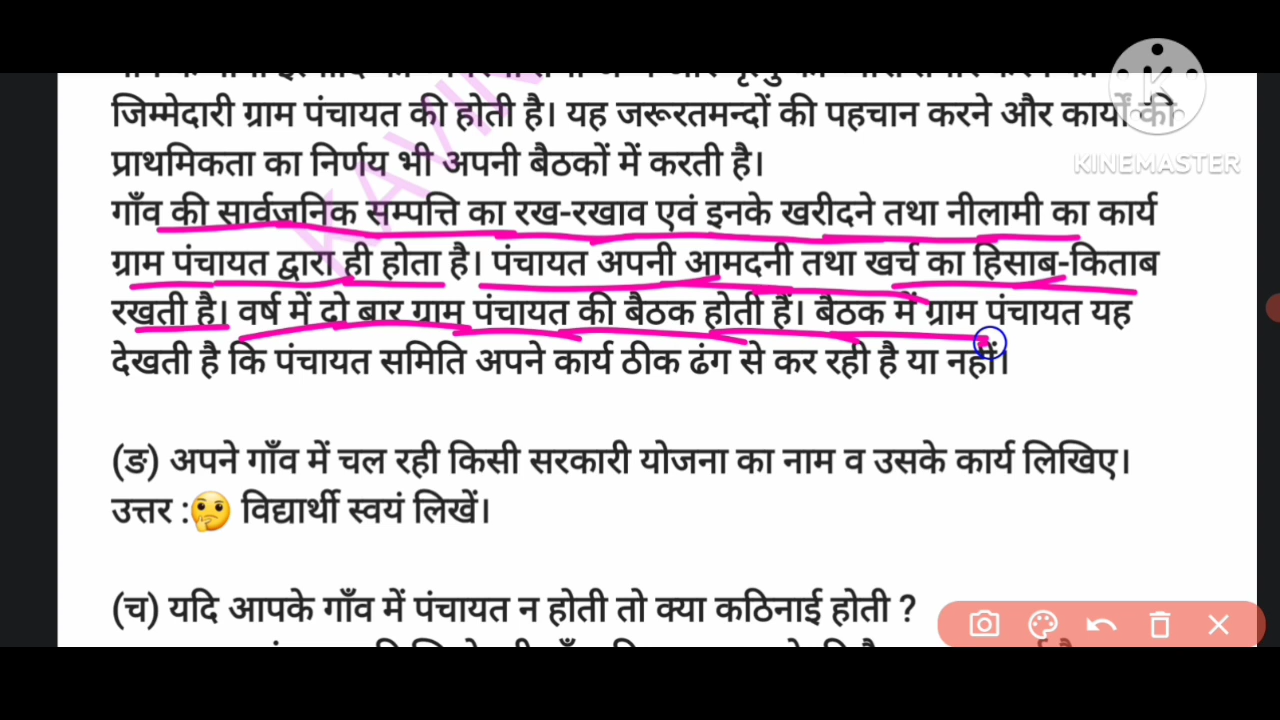 जिम्मेदारी ग्राम पंचायत की होती है। यह जरूरतमन्दों की पहचान करने और कार्यों की
प्राथमिकता का निर्णय भी अपनी बैठकों में करती है।
KINEMASTER
गाँव की सार्वजनिक सम्पत्ति का रख-रखाव एवं इनके खरीदने तथा नीलामी का कार्य
ग्राम पंचायत द्वारा ही होता है। पंचायत अपनी आमदनी तथा खर्च का हिसाब-किताब
रखती है। वर्ष में दो बार ग्राम पंचायत की बैठक होती हैं। बैठक में ग्राम पंचायत यह
देखती है कि पंचायत समिति अपने कार्य ठीक ढंग से कर रही है या नहीं।
(ङ) अपने गाँव में चल रही किसी सरकारी योजना का नाम व उसके कार्य लिखिए।
उत्तर :🤔 विद्यार्थी स्वयं लिखें।
(च) यदि आपके गाँव में पंचायत न होती तो क्या कठिनाई होती ?